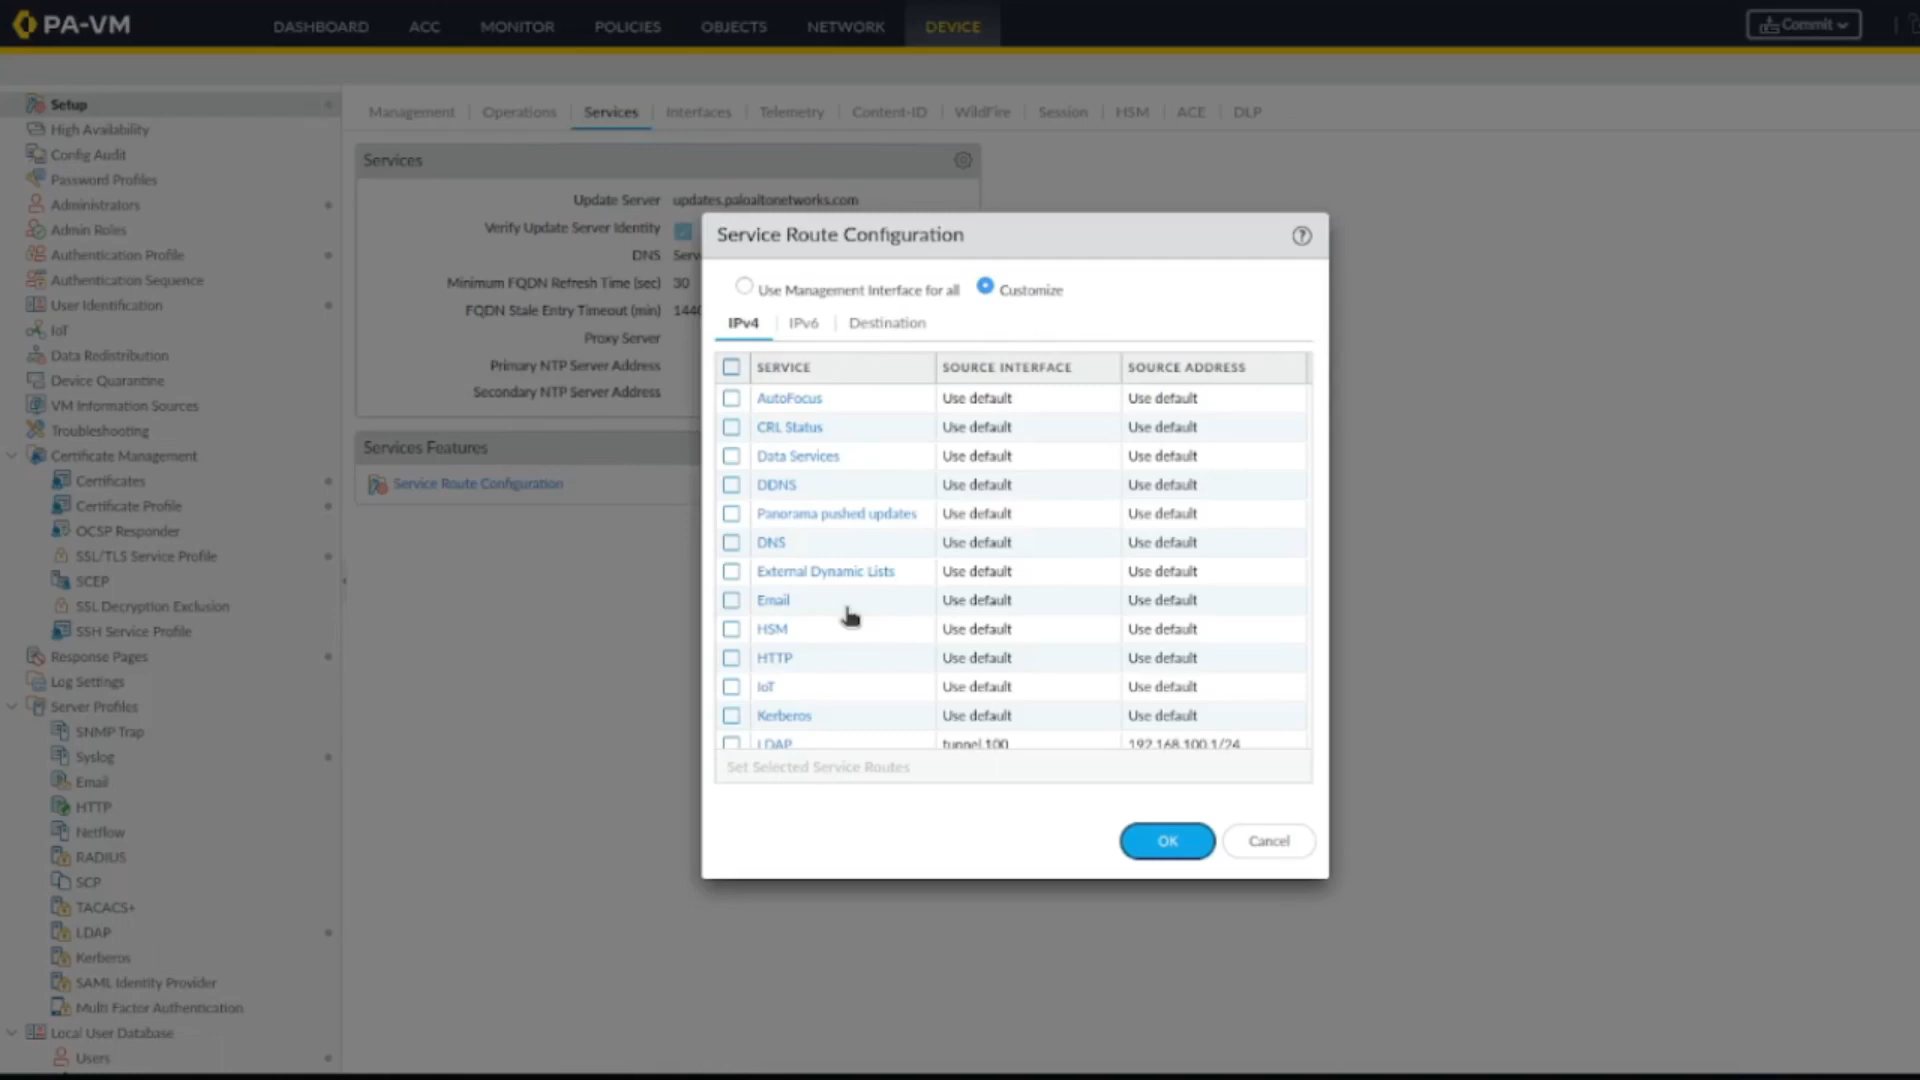 PA-VM
DASHBOARD ACC MONITOR POLICIES OBJECTS NETWORK DEVICE
Commit
Setup
High Availability
Config Audit
Password Profiles
Administrators
Admin Roles
Authentication Profile
Authentication Sequence
User Identification
IoT
Data Redistribution
Device Quarantine
VM Information Sources
Troubleshooting
Certificate Management
Certificates
Certificate Profile
OCSP Responder
SSL/TLS Service Profile
SCEP
SSL Decryption Exclusion
SSH Service Profile
Response Pages
Log Settings
Server Profiles
SNMP Trap
Syslog
Email
HTTP
Netflow
RADIUS
SCP
TACACS+
LDAP
Kerberos
SAML Identity Provider
Multi Factor Authentication
Local User Database
Users
Management Operations Services Interfaces Telemetry Content-ID WildFire Session HSM ACE DLP
Services
Update Server updates.paloaltonetworks.com
Verify Update Server Identity
DNS Serv
Minimum FQDN Refresh Time (sec) 30
FQDN Stale Entry Timeout (min) 1440
Proxy Server
Primary NTP Server Address
Secondary NTP Server Address
Services Features
Service Route Configuration
Service Route Configuration
Use Management Interface for all Customize
IPv4 IPv6 Destination
SERVICE SOURCE INTERFACE SOURCE ADDRESS
AutoFocus Use default Use default
CRL Status Use default Use default
Data Services Use default Use default
DDNS Use default Use default
Panorama pushed updates Use default Use default
DNS Use default Use default
External Dynamic Lists Use default Use default
Email Use default Use default
HSM Use default Use default
HTTP Use default Use default
IoT Use default Use default
Kerberos Use default Use default
LDAP tunnel.100 192.168.100.1/24
Set Selected Service Routes
OK Cancel